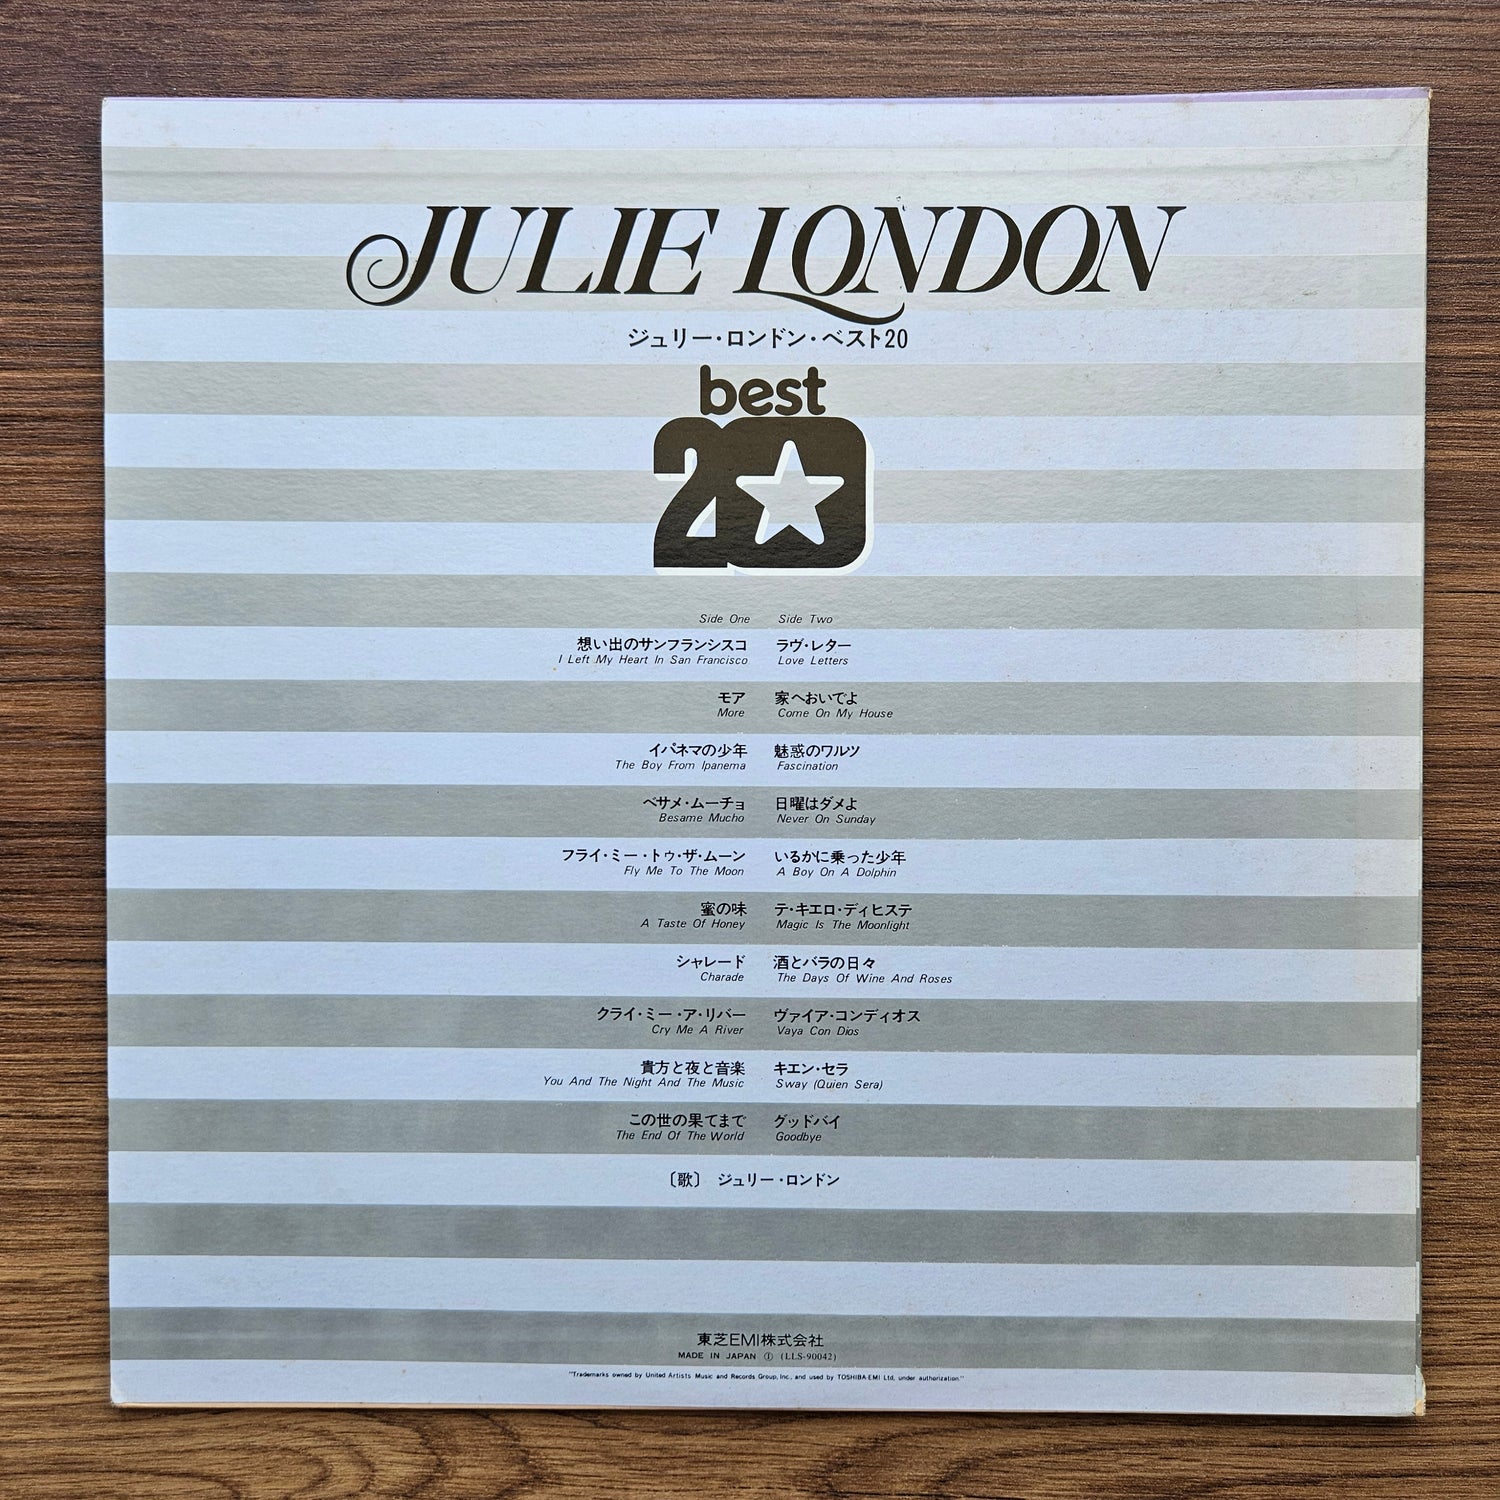 JULIE LONDON
ジュリー・ロンドン・ベスト20
best
20
Side One
想い出のサンフランシスコ
I Left My Heart In San Francisco
モア
More
イパネマの少年
The Boy From Ipanema
ベサメ・ムーチョ
Besame Mucho
フライ・ミー・トゥ・ザ・ムーン
Fly Me To The Moon
蜜の味
A Taste Of Honey
シャレード
Charade
クライ・ミー・ア・リバー
Cry Me A River
貴方と夜と音楽
You And The Night And The Music
この世の果てまで
The End Of The World
Side Two
ラヴ・レター
Love Letters
家へおいでよ
Come On My House
魅惑のワルツ
Fascination
日曜はダメよ
Never On Sunday
いるかに乗った少年
A Boy On A Dolphin
テ・キエロ・ディヒステ
Magic Is The Moonlight
酒とバラの日々
The Days Of Wine And Roses
ヴァイア・コンディオス
Vaya Con Dios
キエン・セラ
Sway (Quien Sera)
グッドバイ
Goodbye
〔歌〕 ジュリー・ロンドン
東芝EMI株式会社
MADE IN JAPAN ① (LLS-90042)
"Trademarks owned by United Artists Music and Records Group, Inc., and used by TOSHIBA-EMI Ltd, under authorization."